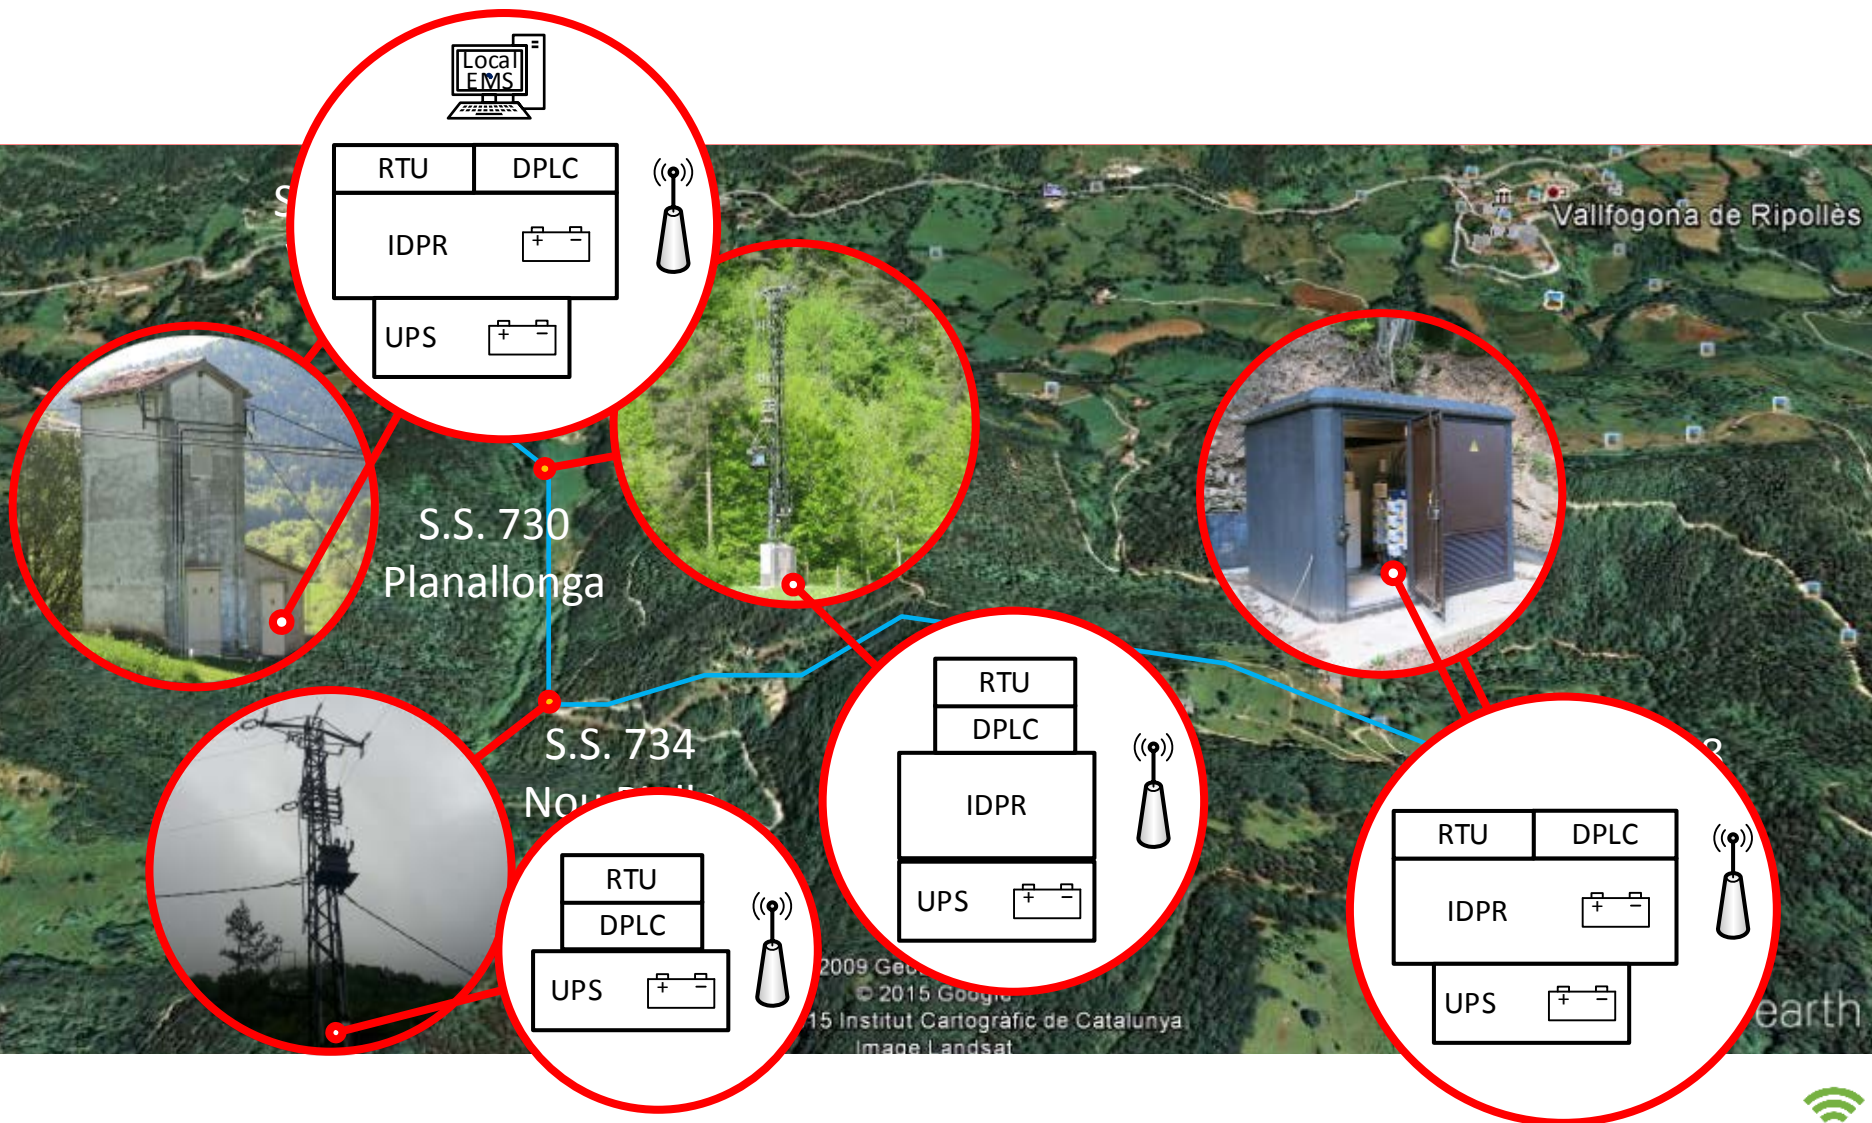 Local
EMS
RTU
DPLC
IDPR
+ -
UPS
+ -
Vallfogona de Ripollès
S.S. 730
Planallonga
S.S. 734
RTU
DPLC
IDPR
UPS
+ -
RTU
DPLC
UPS
+ -
RTU
DPLC
IDPR
+ -
UPS
+ -
2009
© 2015 Google
15 Institut Cartogràfic de Catalunya
Image Landsat
earth